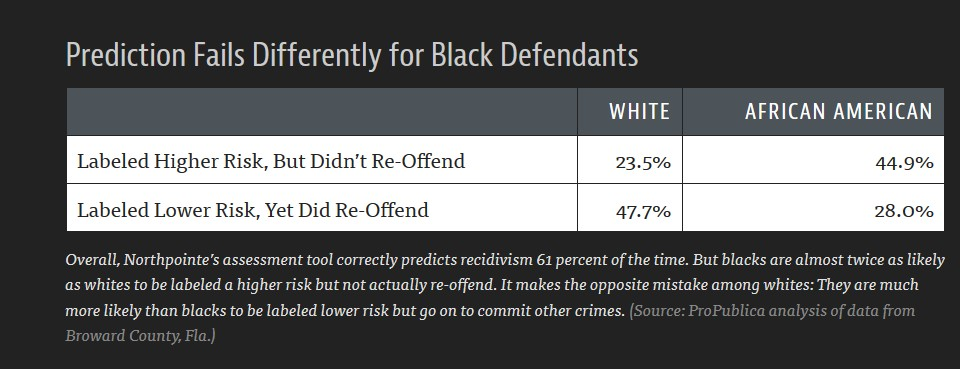 Prediction Fails Differently for Black Defendants
WHITE AFRICAN AMERICAN
Labeled Higher Risk, But Didn’t Re-Offend 23.5% 44.9%
Labeled Lower Risk, Yet Did Re-Offend 47.7% 28.0%
Overall, Northpointe’s assessment tool correctly predicts recidivism 61 percent of the time. But blacks are almost twice as likely
as whites to be labeled a higher risk but not actually re-offend. It makes the opposite mistake among whites: They are much
more likely than blacks to be labeled lower risk but go on to commit other crimes. (Source: ProPublica analysis of data from
Broward County, Fla.)